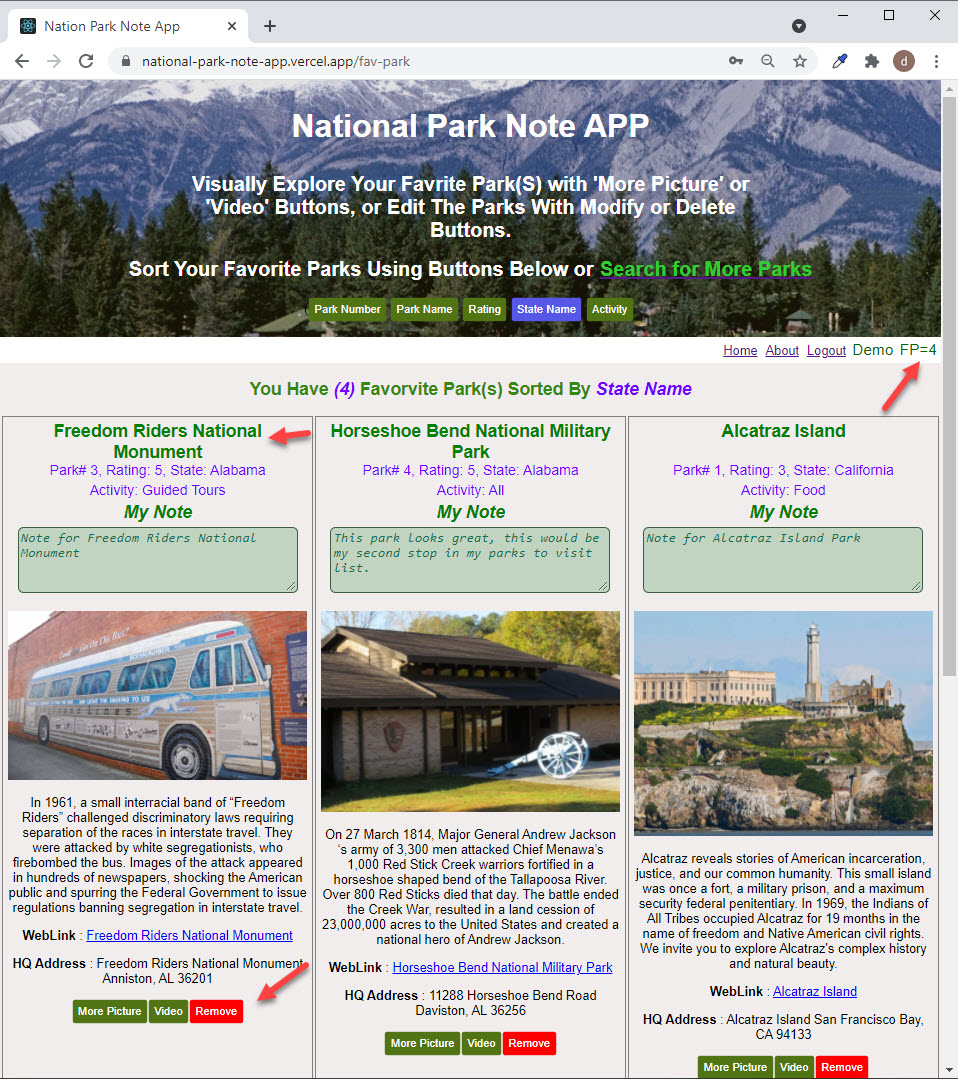 Nation Park Note App
national-park-note-app.vercel.app/fav-park
d
National Park Note APP
Visually Explore Your Favrite Park(S) with 'More Picture' or
'Video' Buttons, or Edit The Parks With Modify or Delete
Buttons.
Sort Your Favorite Parks Using Buttons Below or Search for More Parks
Park Number Park Name Rating State Name Activity
Home About Logout Demo FP=4
You Have (4) Favorvite Park(s) Sorted By State Name
Freedom Riders National
Monument
Park# 3, Rating: 5, State: Alabama
Activity: Guided Tours
My Note
Note for Freedom Riders National
Monument
In 1961, a small interracial band of “Freedom
Riders” challenged discriminatory laws requiring
separation of the races in interstate travel. They
were attacked by white segregationists, who
firebombed the bus. Images of the attack appeared
in hundreds of newspapers, shocking the American
public and spurring the Federal Government to issue
regulations banning segregation in interstate travel.
WebLink : Freedom Riders National Monument
HQ Address : Freedom Riders National Monument
Anniston, AL 36201
More Picture Video Remove
Horseshoe Bend National Military
Park
Park# 4, Rating: 5, State: Alabama
Activity: All
My Note
This park looks great, this would be
my second stop in my parks to visit
list.
On 27 March 1814, Major General Andrew Jackson
‘s army of 3,300 men attacked Chief Menawa’s
1,000 Red Stick Creek warriors fortified in a
horseshoe shaped bend of the Tallapoosa River.
Over 800 Red Sticks died that day. The battle ended
the Creek War, resulted in a land cession of
23,000,000 acres to the United States and created a
national hero of Andrew Jackson.
WebLink : Horseshoe Bend National Military Park
HQ Address : 11288 Horseshoe Bend Road
Daviston, AL 36256
More Picture Video Remove
Alcatraz Island
Park# 1, Rating: 3, State: California
Activity: Food
My Note
Note for Alcatraz Island Park
Alcatraz reveals stories of American incarceration,
justice, and our common humanity. This small island
was once a fort, a military prison, and a maximum
security federal penitentiary. In 1969, the Indians of
All Tribes occupied Alcatraz for 19 months in the
name of freedom and Native American civil rights.
We invite you to explore Alcatraz's complex history
and natural beauty.
WebLink : Alcatraz Island
HQ Address : Alcatraz Island San Francisco Bay,
CA 94133
More Picture Video Remove